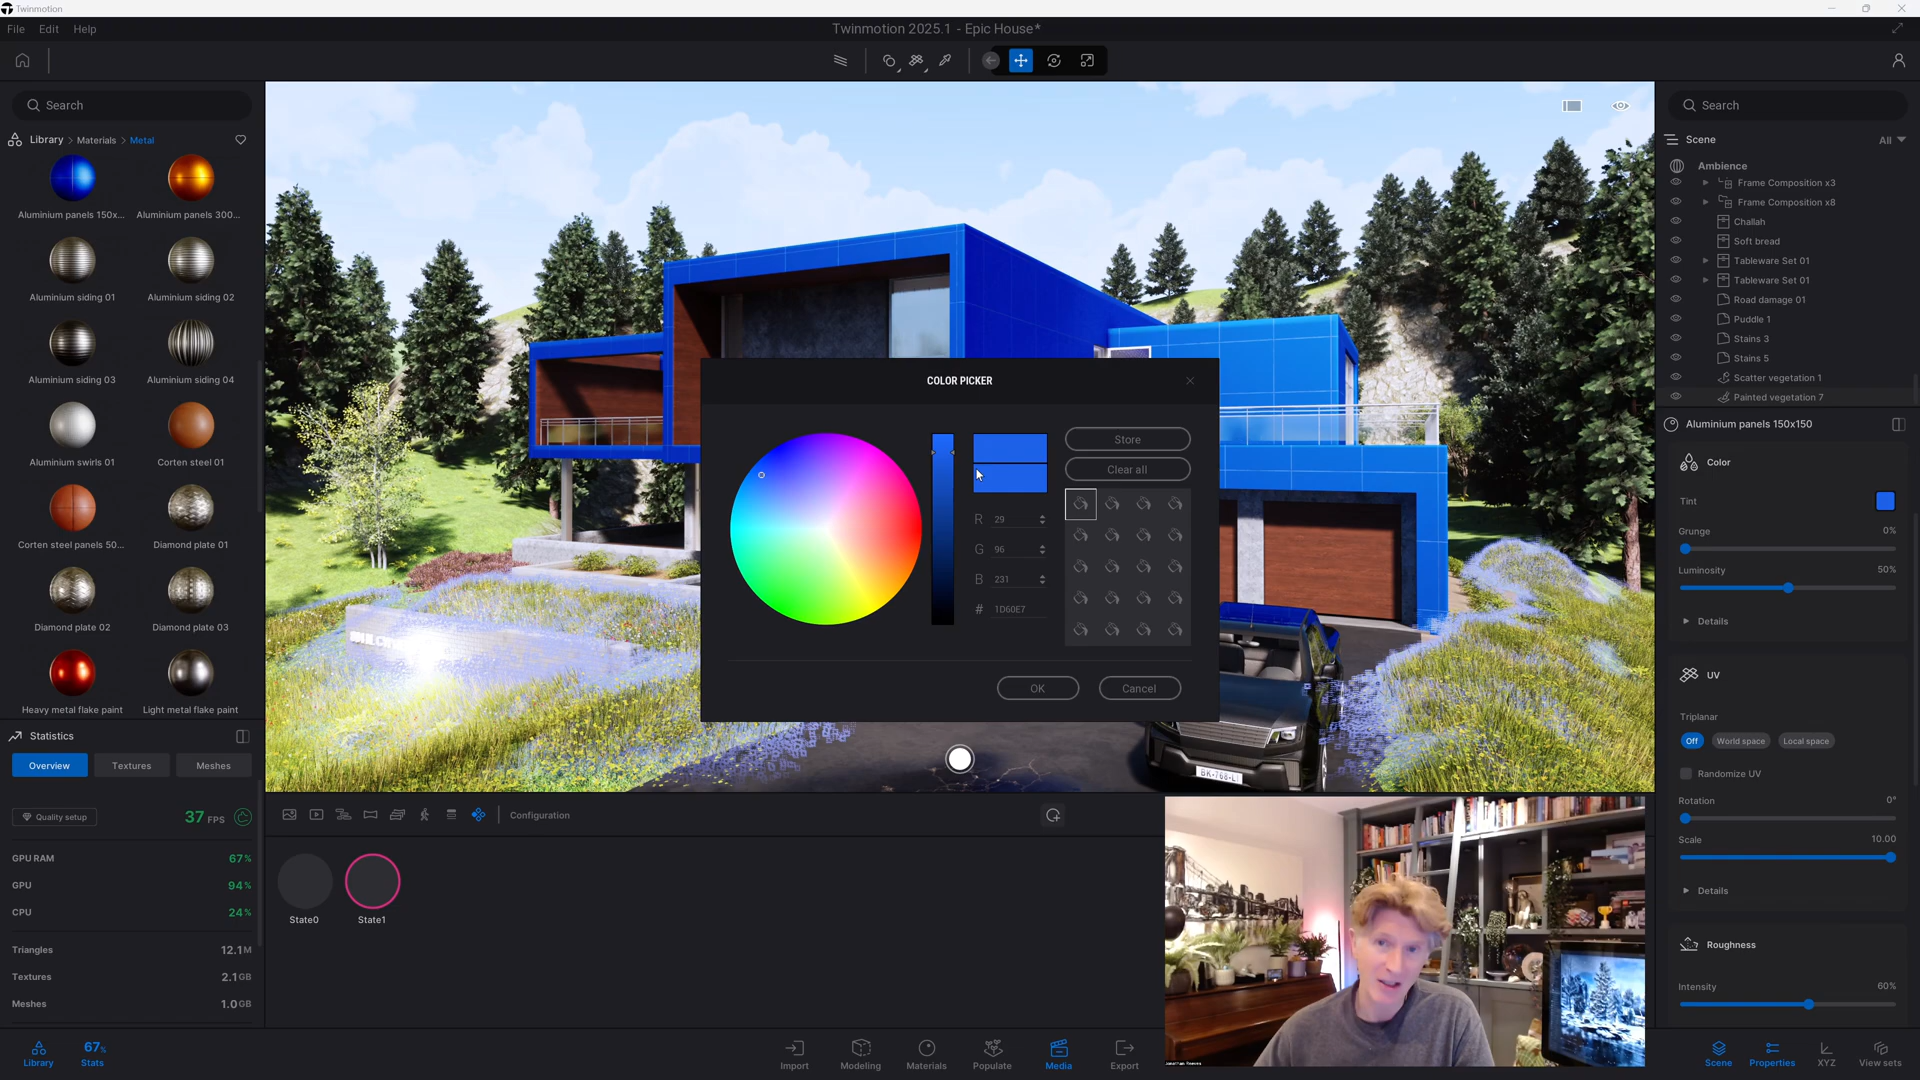 Twinmotion
File Edit Help
Twinmotion 2025.1 - Epic House*
Search
Library > Materials > Metal
Aluminium panels 150x...
Aluminium panels 300...
Aluminium siding 01
Aluminium siding 02
Aluminium siding 03
Aluminium siding 04
Aluminium swirls 01
Corten steel 01
Corten steel panels 50...
Diamond plate 01
Diamond plate 02
Diamond plate 03
Heavy metal flake paint
Light metal flake paint
Statistics
Overview Textures Meshes
Quality setup
37 FPS
GPU RAM 67%
GPU 94%
CPU 24%
Triangles 12.1M
Textures 2.1GB
Meshes 1.0GB
Library
67%
Stats
COLOR PICKER
Store
Clear all
R 29
G 96
B 231
# 1D60E7
OK Cancel
Configuration
State0 State1
Import Modeling Materials Populate Media Export
Search
Scene All
Ambience
Frame Composition x3
Frame Composition x8
Challah
Soft bread
Tableware Set 01
Tableware Set 01
Road damage 01
Puddle 1
Stains 3
Stains 5
Scatter vegetation 1
Painted vegetation 7
Aluminium panels 150x150
Color
Tint
Grunge 0%
Luminosity 50%
Details
UV
Triplanar
Off World space Local space
Randomize UV
Rotation 0°
Scale 10.00
Details
Roughness
Intensity 60%
Scene Properties XYZ View sets